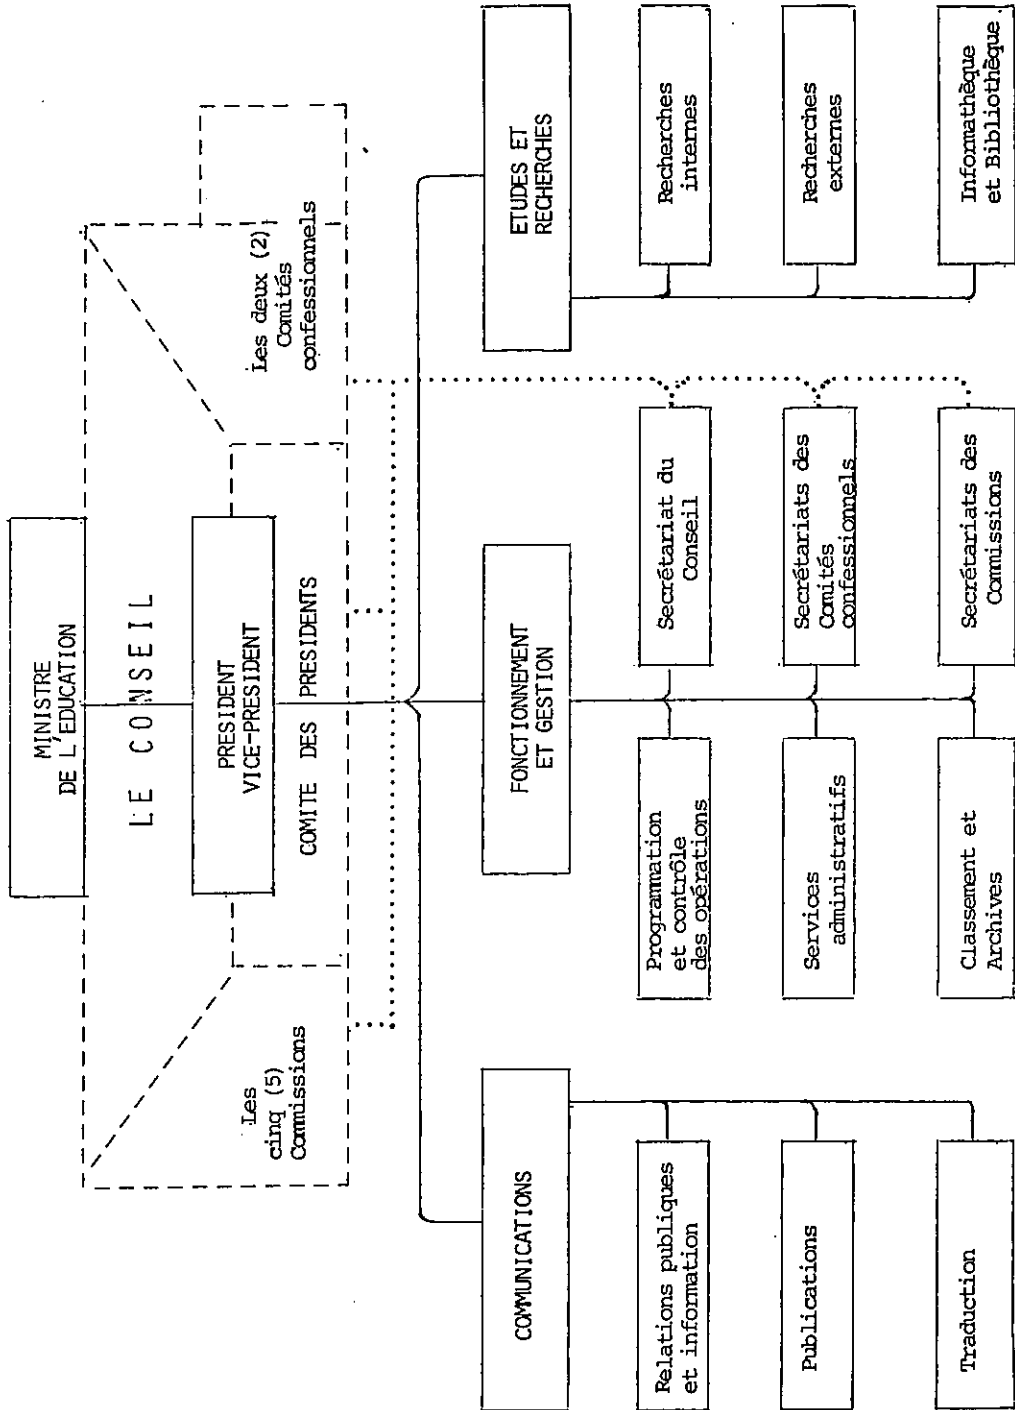 MINISTRE
DE L'EDUCATION
LE CONSEIL
PRESIDENT
VICE-PRESIDENT
COMITE DES PRESIDENTS
Les
cinq (5)
Commissions
Les deux (2)
Comités
confessionnels
COMMUNICATIONS
Relations publiques
et information
Publications
Traduction
FONCTIONNEMENT
ET GESTION
Programmation
et contrôle
des opérations
Services
administratifs
Classement et
Archives
Secrétariat du
Conseil
Secrétariats des
Comités
confessionnels
Secrétariats des
Commissions
ETUDES ET
RECHERCHES
Recherches
internes
Recherches
externes
Informathèque
et Bibliothèque